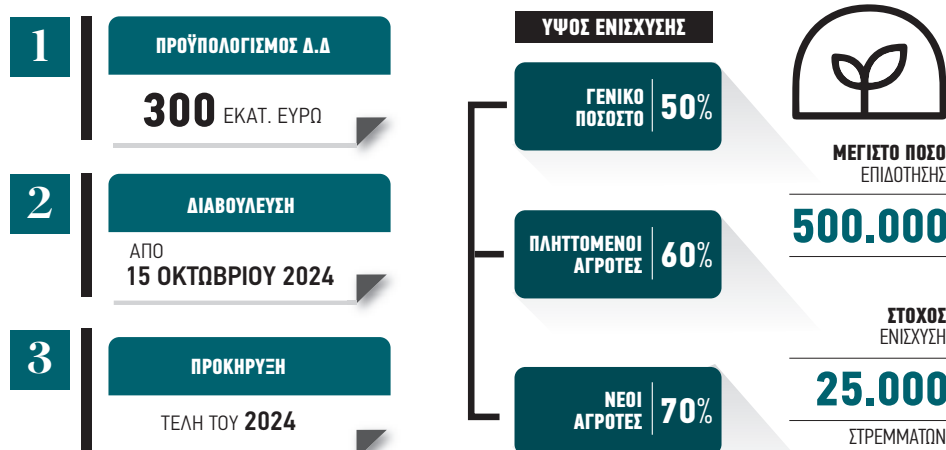 1
ΠΡΟΫΠΟΛΟΓΙΣΜΟΣ Δ.Δ
300 ΕΚΑΤ. ΕΥΡΩ
2
ΔΙΑΒΟΥΛΕΥΣΗ
ΑΠΟ
15 ΟΚΤΩΒΡΙΟΥ 2024
3
ΠΡΟΚΗΡΥΞΗ
ΤΕΛΗ ΤΟΥ 2024
ΥΨΟΣ ΕΝΙΣΧΥΣΗΣ
ΓΕΝΙΚΟ
ΠΟΣΟΣΤΟ
50%
ΠΛΗΤΤΟΜΕΝΟΙ
ΑΓΡΟΤΕΣ
60%
ΝΕΟΙ
ΑΓΡΟΤΕΣ
70%
ΜΕΓΙΣΤΟ ΠΟΣΟ
ΕΠΙΔΟΤΗΣΗΣ
500.000
ΣΤΟΧΟΣ
ΕΝΙΣΧΥΣΗ
25.000
ΣΤΡΕΜΜΑΤΩΝ